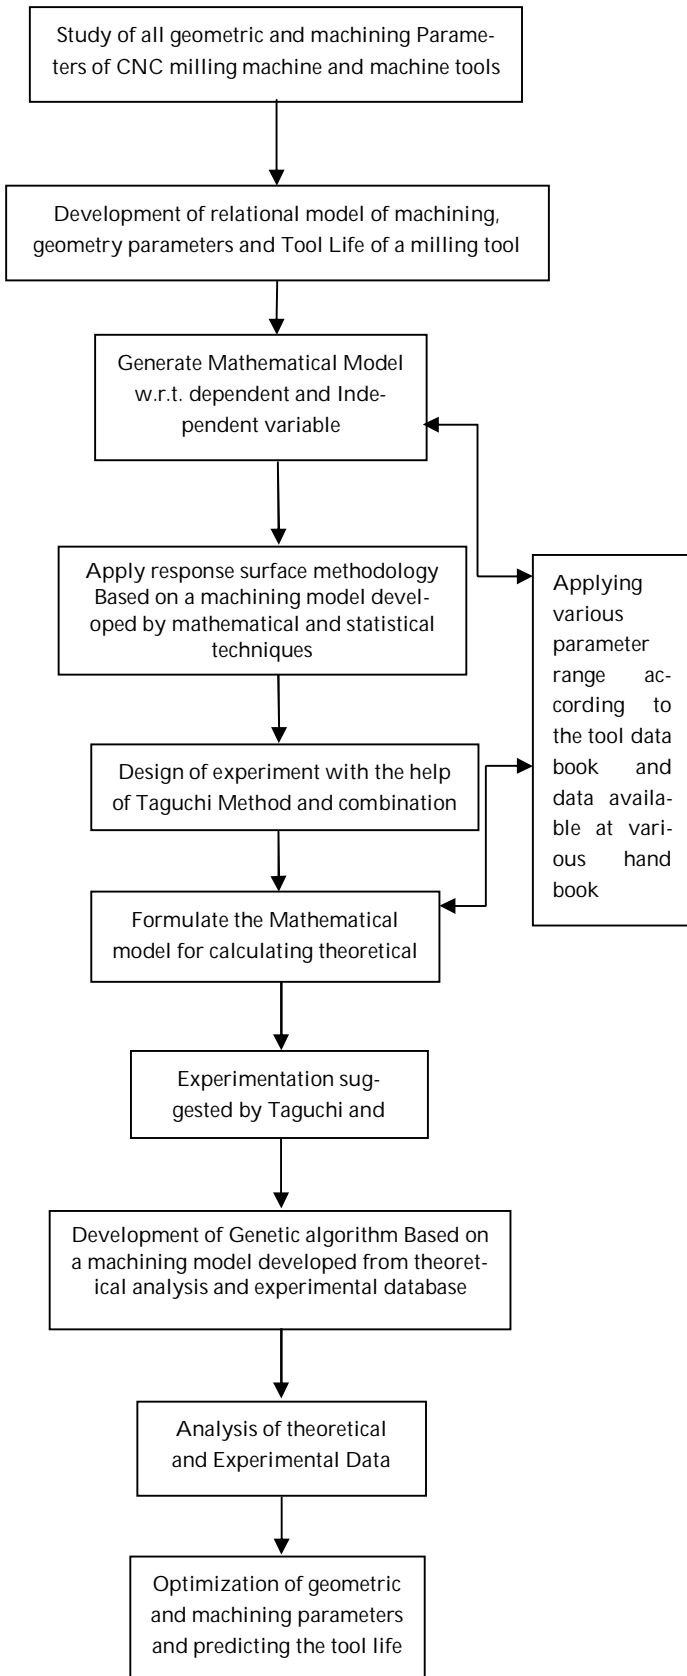 Study of all geometric and machining Parame-
ters of CNC milling machine and machine tools
Development of relational model of machining,
geometry parameters and Tool Life of a milling tool
Generate Mathematical Model
w.r.t. dependent and Inde-
pendent variable
Apply response surface methodology
Based on a machining model devel-
oped by mathematical and statistical
techniques
Applying
various
parameter
range ac-
cording to
the tool data
book and
data availa-
ble at vari-
ous hand
book
Design of experiment with the help
of Taguchi Method and combination
Formulate the Mathematical
model for calculating theoretical
Experimentation sug-
gested by Taguchi and
Development of Genetic algorithm Based on
a machining model developed from theoret-
ical analysis and experimental database
Analysis of theoretical
and Experimental Data
Optimization of geometric
and machining parameters
and predicting the tool life